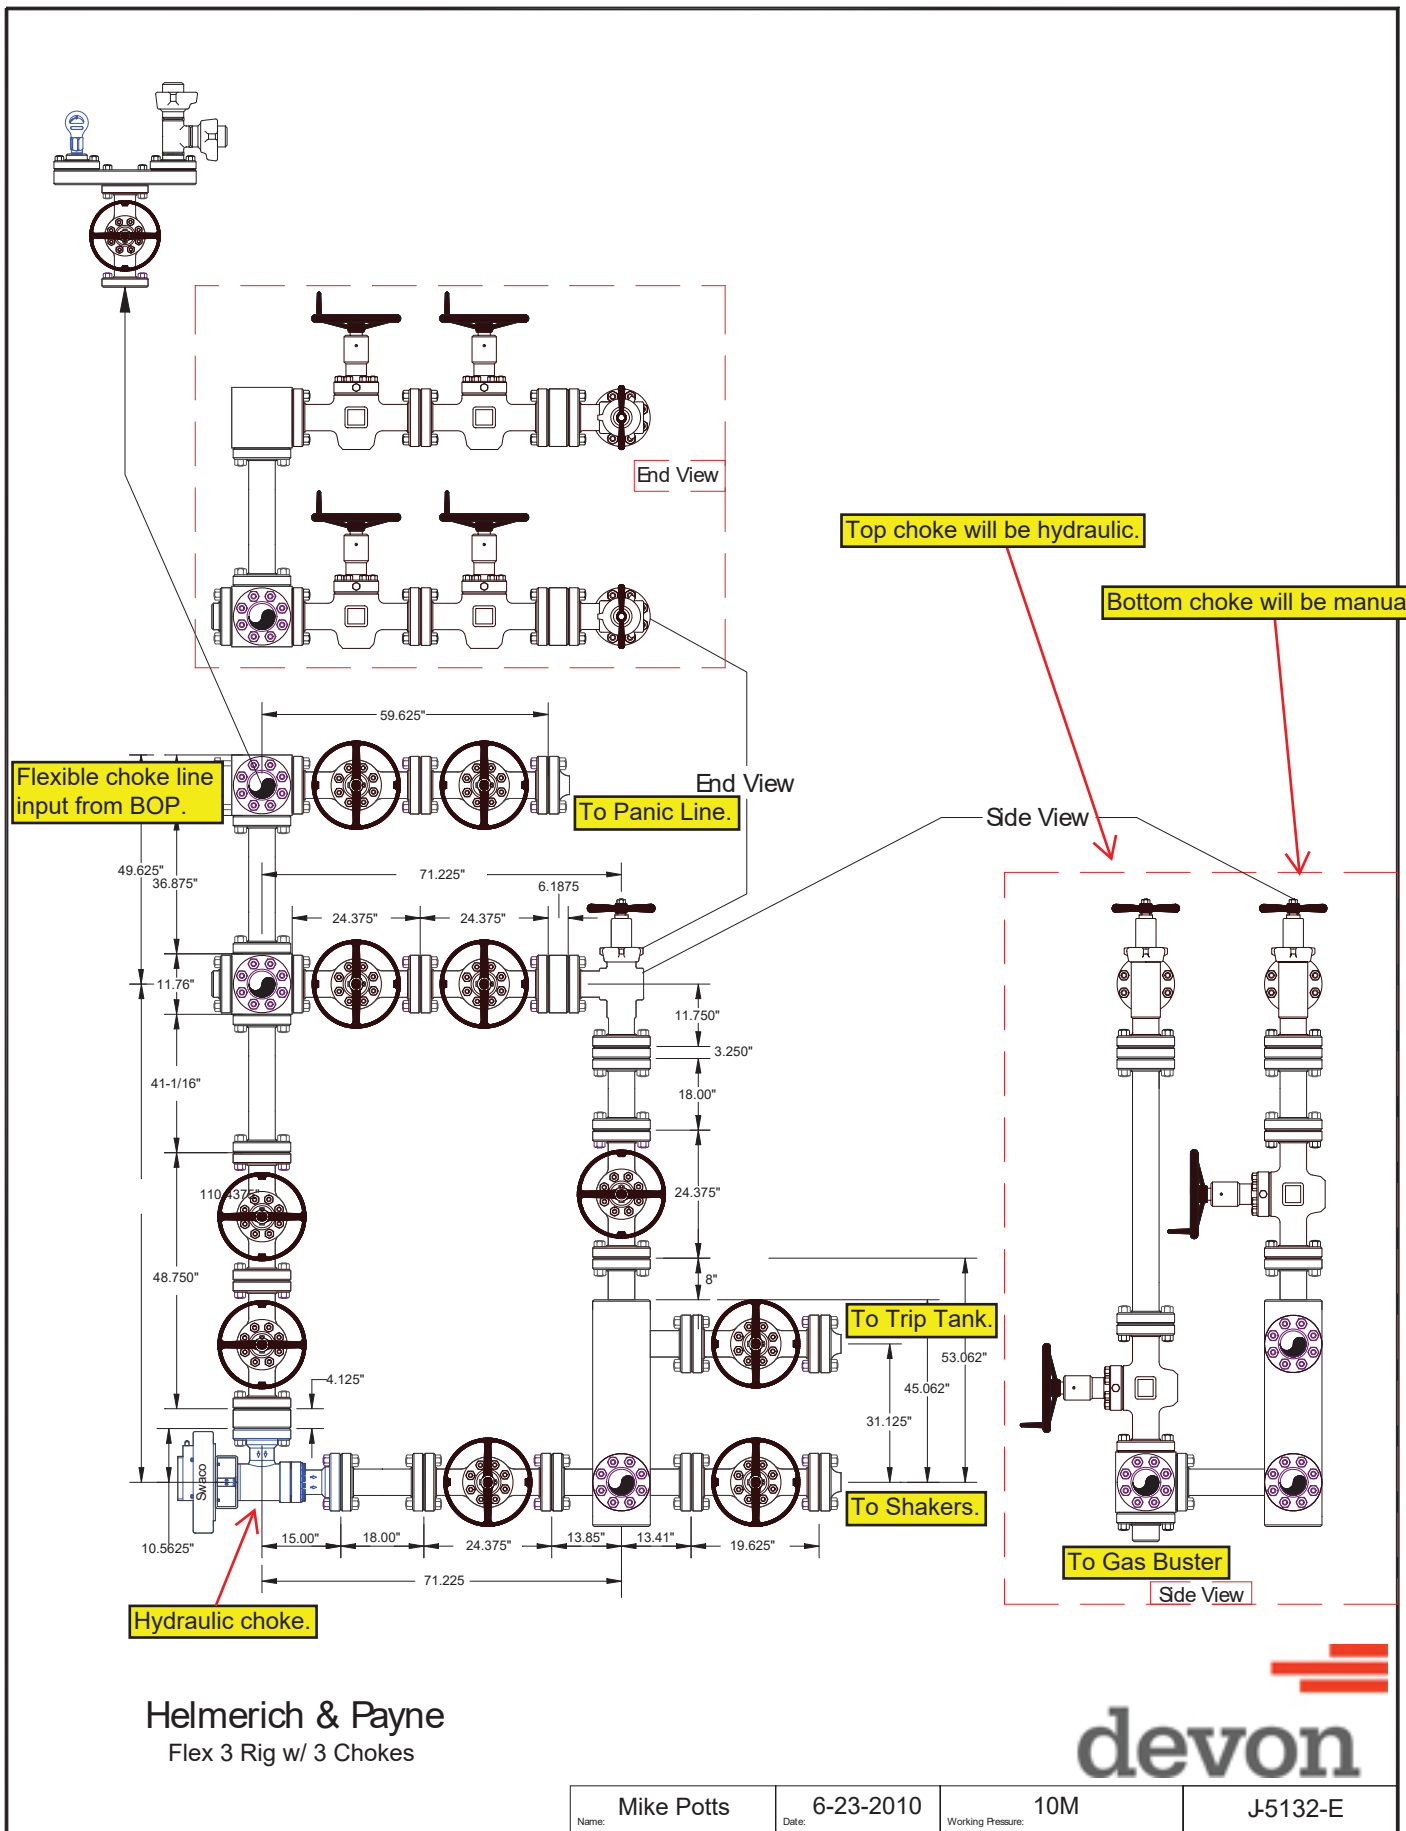 End View
Top choke will be hydraulic.
Bottom choke will be manua
59.625"
Flexible choke line
input from BOP.
End View
To Panic Line.
Side View
49.625"
36.875"
71.225"
6.1875
24.375"
24.375"
11.76"
11.750"
3.250"
41-1/16"
18.00"
110.4375"
24.375"
48.750"
8"
To Trip Tank.
53.062"
4.125"
45.062"
31.125"
Swaco
To Shakers.
10.5625"
15.00"
18.00"
24.375"
13.85"
13.41"
19.625"
71.225
To Gas Buster
Side View
Hydraulic choke.
Helmerich & Payne
Flex 3 Rig w/ 3 Chokes
devon
Name:
Mike Potts
Date:
6-23-2010
Working Pressure:
10M
J-5132-E